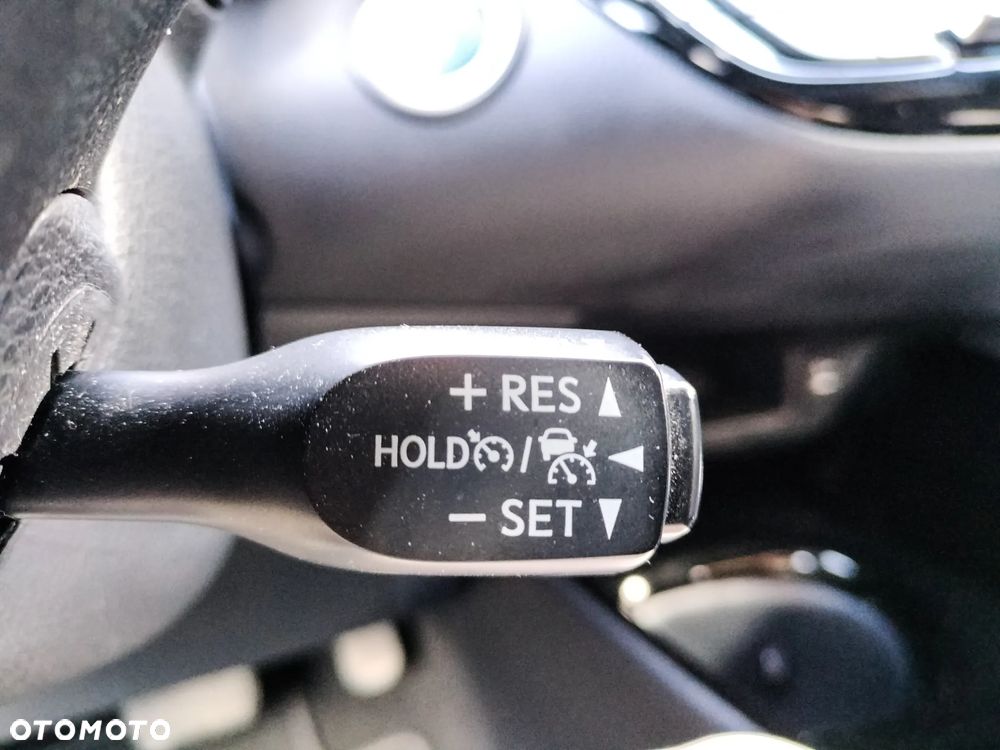 + RES
HOLD /
− SET
OTOMOTO